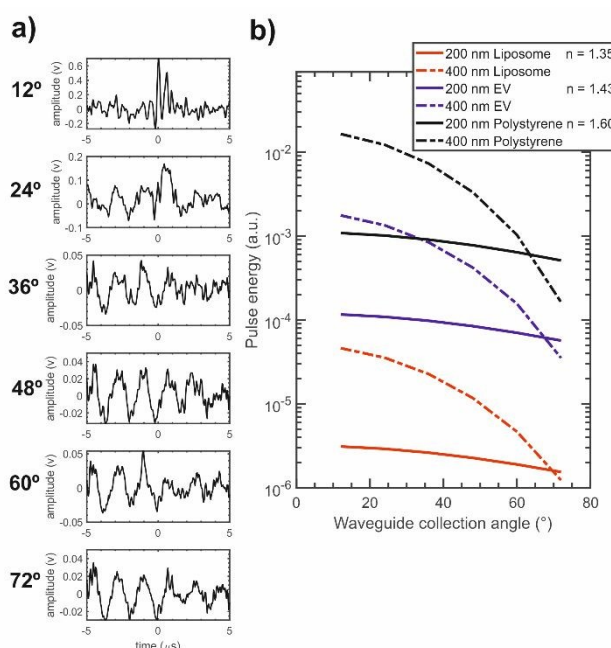 a)
12º
amplitude (v)
0.6
0.4
0.2
0
-0.2
-5
0
5
24º
amplitude (v)
0.2
0.1
0
-0.1
-5
0
5
36º
amplitude (v)
0.05
0
-0.05
-5
0
5
48º
amplitude (v)
0.04
0.02
0
-0.02
-5
0
5
60º
amplitude (v)
0.05
0
-0.05
-5
0
5
72º
amplitude (v)
0.04
0.02
0
-0.02
-5
0
5
time (μs)
b)
200 nm Liposome n = 1.35
400 nm Liposome
200 nm EV n = 1.43
400 nm EV
200 nm Polystyrene n = 1.60
400 nm Polystyrene
Pulse energy (a.u.)
10-2
10-3
10-4
10-5
10-6
0
20
40
60
80
Waveguide collection angle (°)